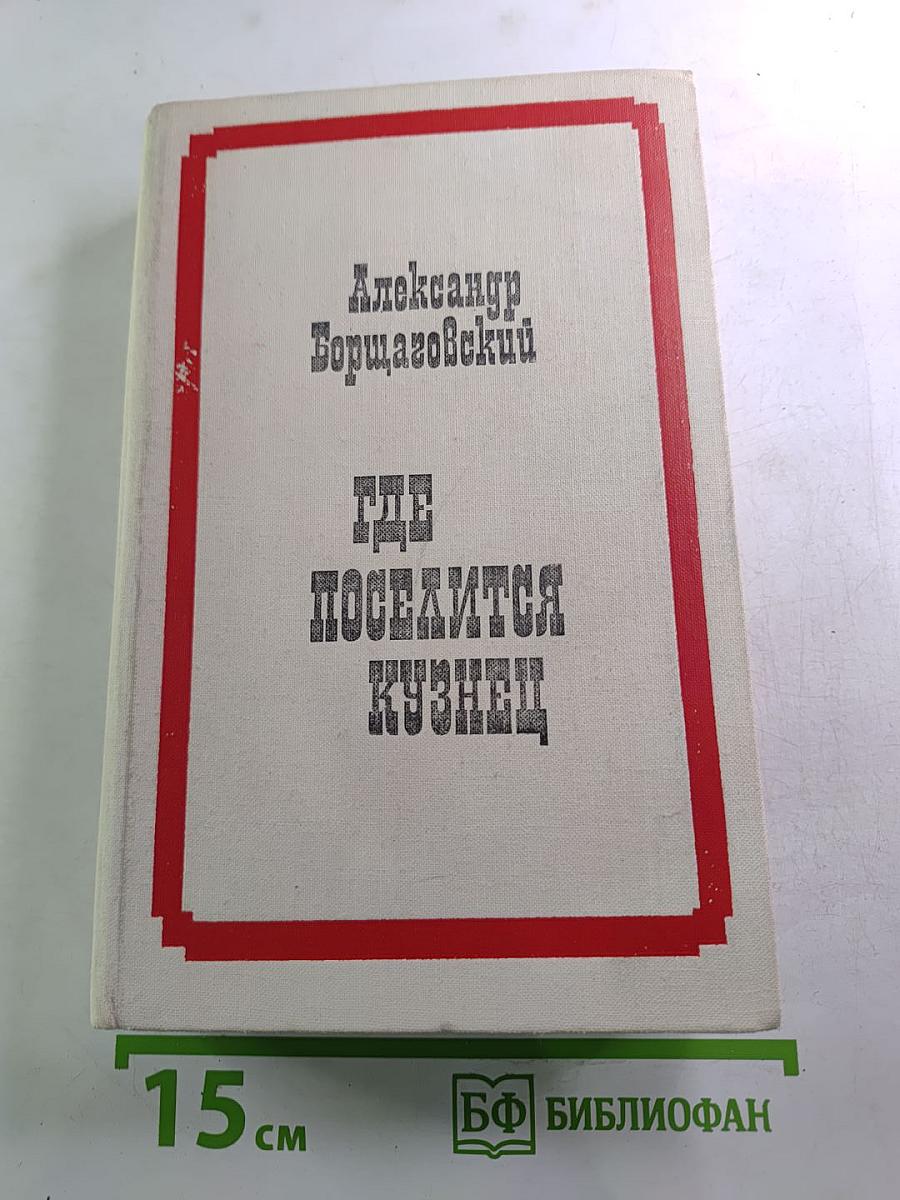 Александр
Борщаговский
ГДЕ
ПОСЕЛИТСЯ
КУЗНЕЦ
15 см
БФ БИБЛИОФАН